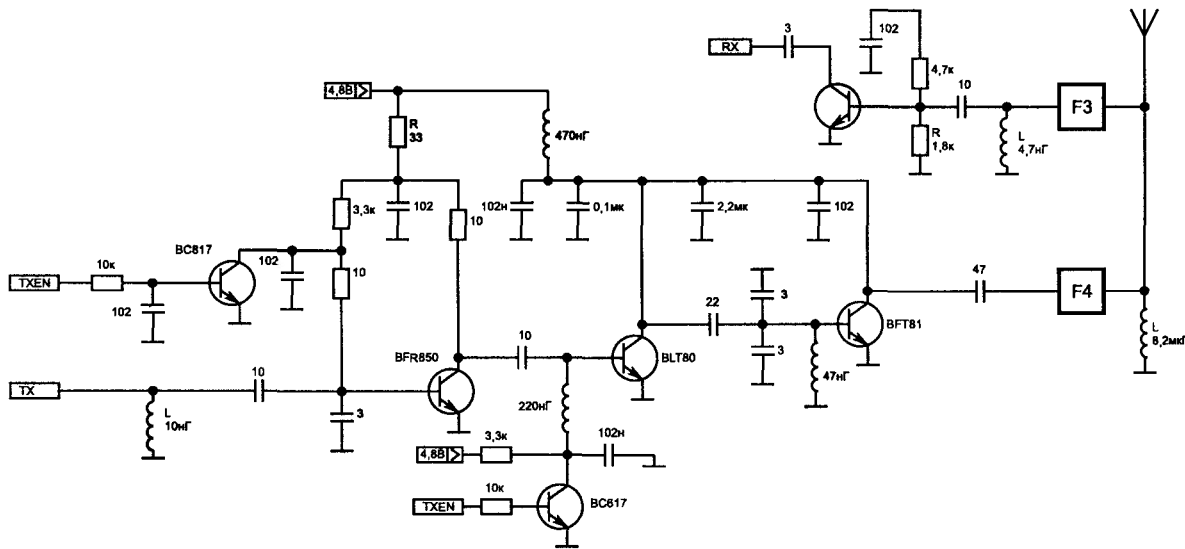 RX
3
102
4,7к
10
F3
R
1,8к
L
4,7нГ
4,8В
R
33
470нГ
3,3к
102
10
102н
0,1мк
2,2мк
102
BC817
10к
TXEN
102
102
10
47
F4
22
3
BFT81
3
47нГ
L
8,2мкГ
BFR850
10
BLT80
TX
10
L
10нГ
3
220нГ
4,8В
3,3к
102н
TXEN
10к
BC817